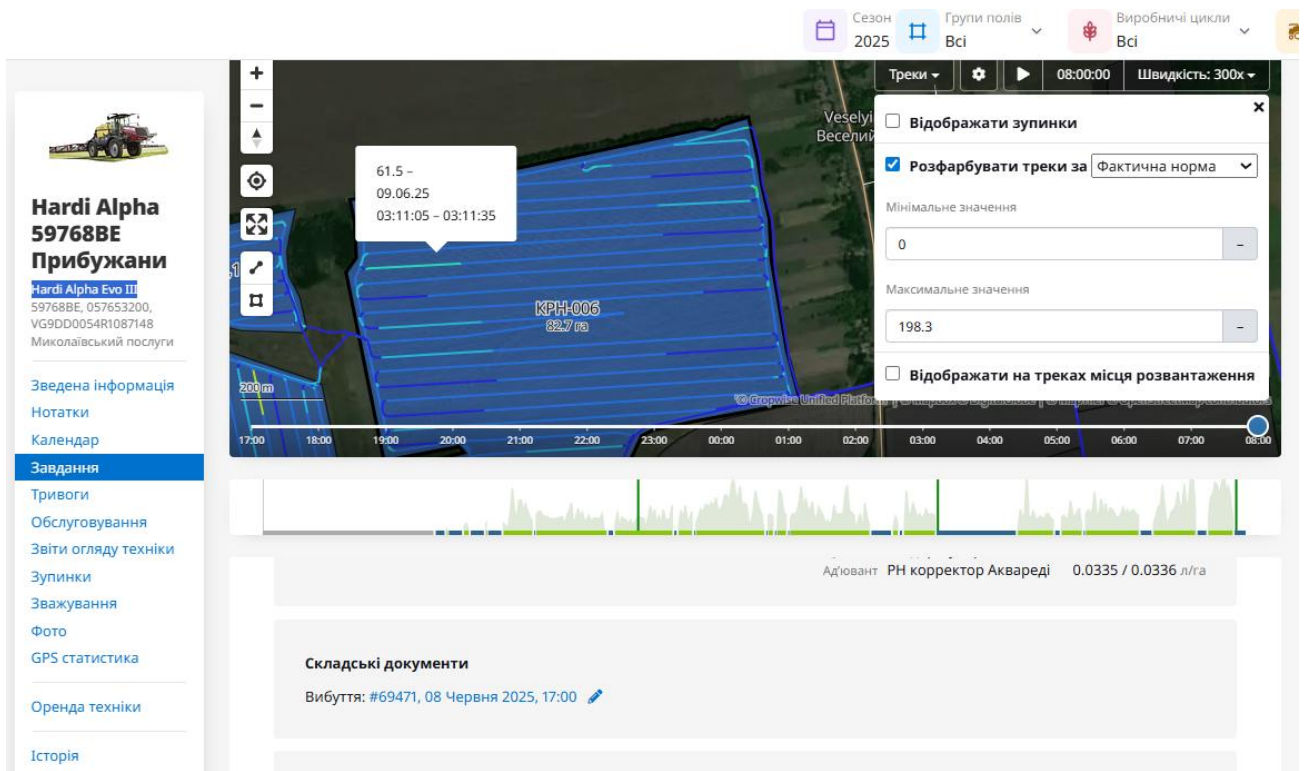 Сезон
2025
Групи полів
Всі
Виробничі цикли
Всі
Hardi Alpha
59768BE
Прибужани
Hardi Alpha Evo III
59768BE, 057653200,
VG9DD0054R1087148
Миколаївський послуги
Зведена інформація
Нотатки
Календар
Завдання
Тривоги
Обслуговування
Звіти огляду техніки
Зупинки
Зважування
Фото
GPS статистика
Оренда техніки
Історія
Треки
08:00:00
Швидкість: 300x
Відображати зупинки
Розфарбувати треки за Фактична норма
Мінімальне значення
0 –
Максимальне значення
198.3 –
Відображати на треках місця розвантаження
Veselyi
Веселий
61.5 –
09.06.25
03:11:05 – 03:11:35
КРН-006
82.7 га
200 m
17:00 18:00 19:00 20:00 21:00 22:00 23:00 00:00 01:00 02:00 03:00 04:00 05:00 06:00 07:00 08:00
Ад'ювант РН корректор Аквареді 0.0335 / 0.0336 л/га
Складські документи
Вибуття: #69471, 08 Червня 2025, 17:00